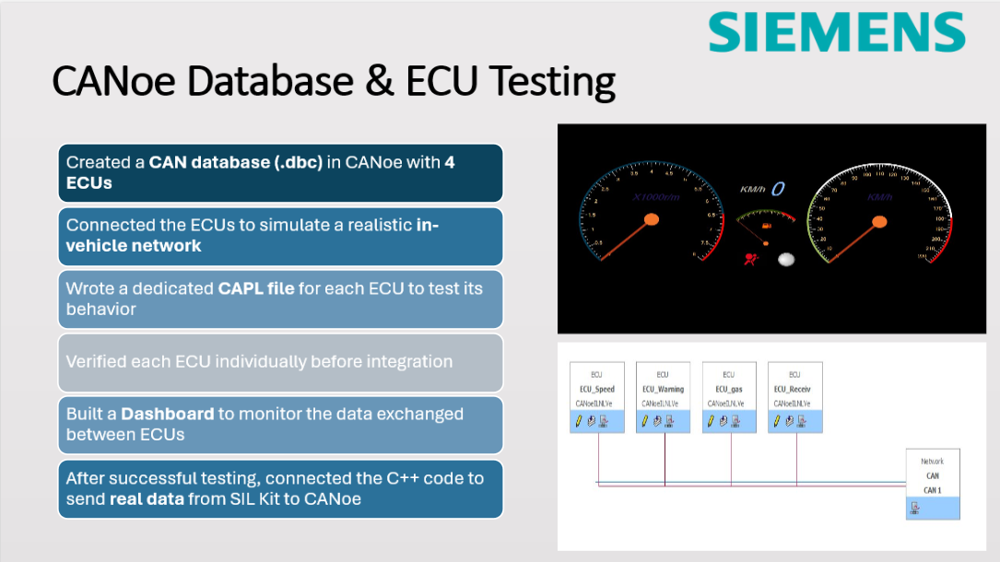 SIEMENS
CANoe Database & ECU Testing
Created a CAN database (.dbc) in CANoe with 4
ECUs
Connected the ECUs to simulate a realistic in-
vehicle network
Wrote a dedicated CAPL file for each ECU to test its
behavior
Verified each ECU individually before integration
Built a Dashboard to monitor the data exchanged
between ECUs
After successful testing, connected the C++ code to
send real data from SIL Kit to CANoe
X1000r/m
KM/h 0
KM/h
ECU
ECU_Speed
CANoeILNLVe
ECU
ECU_Warning
CANoeILNLVe
ECU
ECU_gas
CANoeILNLVe
ECU
ECU_Receiv
CANoeILNLVe
Network
CAN
CAN 1